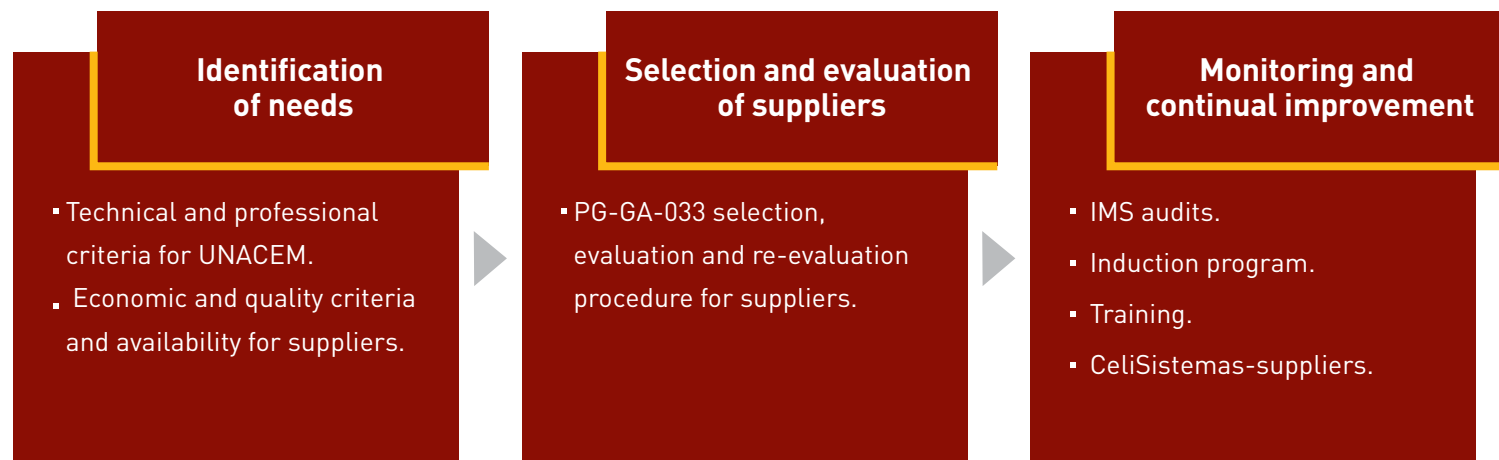 Identification
of needs
▪ Technical and professional
criteria for UNACEM.
▪ Economic and quality criteria
and availability for suppliers.
Selection and evaluation
of suppliers
▪ PG-GA-033 selection,
evaluation and re-evaluation
procedure for suppliers.
Monitoring and
continual improvement
▪ IMS audits.
▪ Induction program.
▪ Training.
▪ CeliSistemas-suppliers.